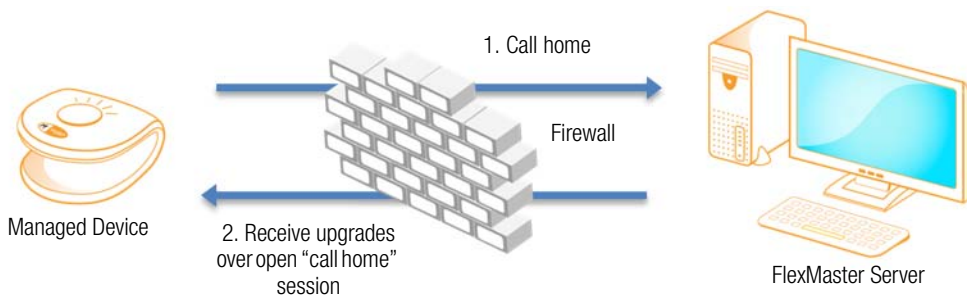 1. Call home
Firewall
Managed Device
2. Receive upgrades
over open “call home”
session
FlexMaster Server